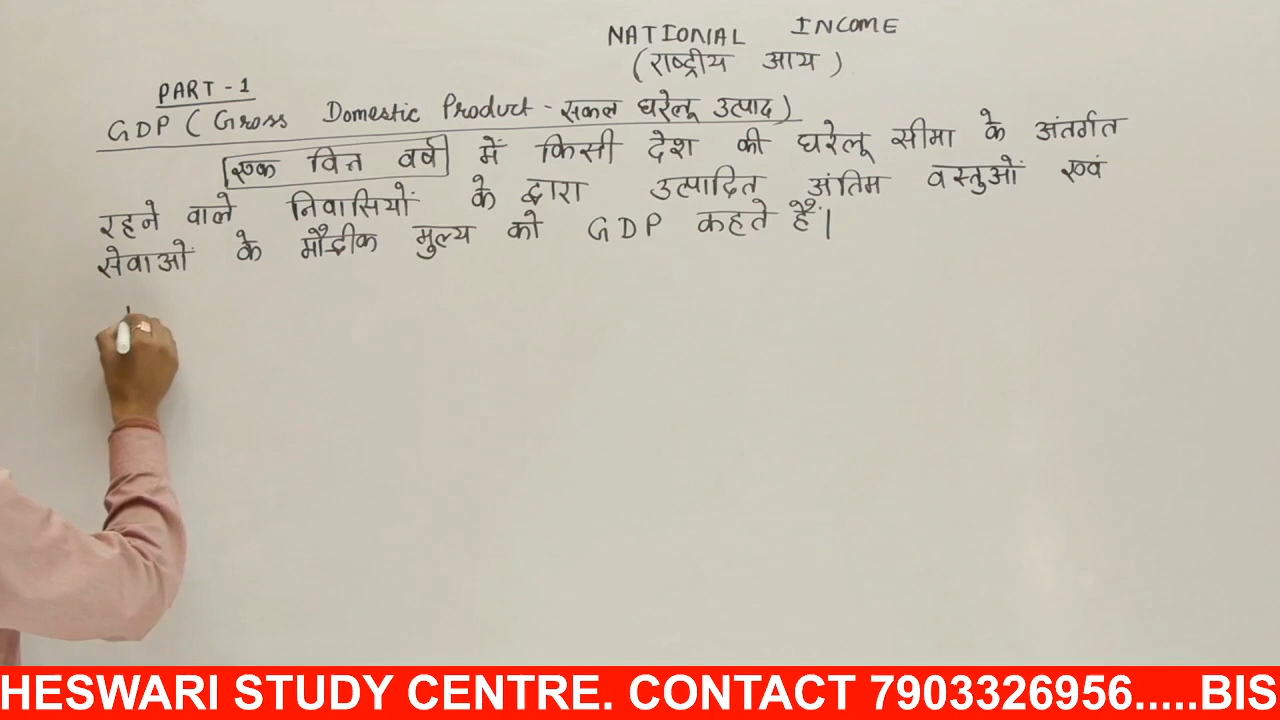 NATIONAL INCOME
(राष्ट्रीय आय)
PART-1
GDP (Gross Domestic Product - सकल घरेलू उत्पाद)
एक वित्त वर्ष में किसी देश की घरेलू सीमा के अंतर्गत
रहने वाले निवासियों के द्वारा उत्पादित अंतिम वस्तुओं एवं
सेवाओं के मौद्रीक मुल्य को GDP कहते हैं।
HESWARI STUDY CENTRE. CONTACT 7903326956.....BIS